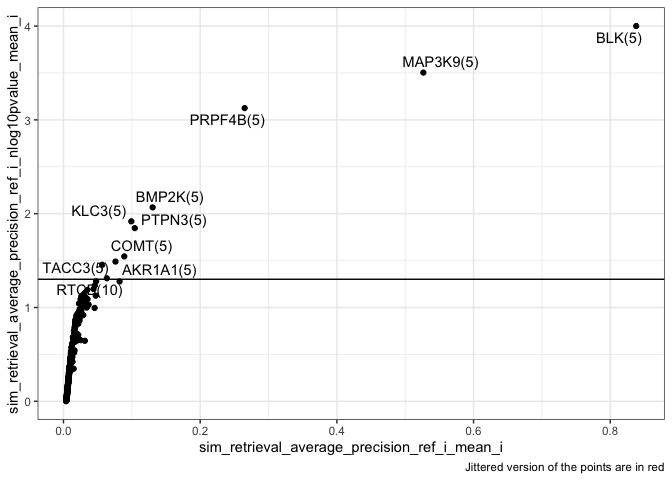 sim_retrieval_average_precision_ref_i_nlog10pvalue_mean_i
4
3
2
1
0
BLK(5)
MAP3K9(5)
PRPF4B(5)
BMP2K(5)
KLC3(5)
PTPN3(5)
COMT(5)
TACC3(5)
AKR1A1(5)
(10)
0.0
0.2
0.4
0.6
0.8
sim_retrieval_average_precision_ref_i_mean_i
Jittered version of the points are in red